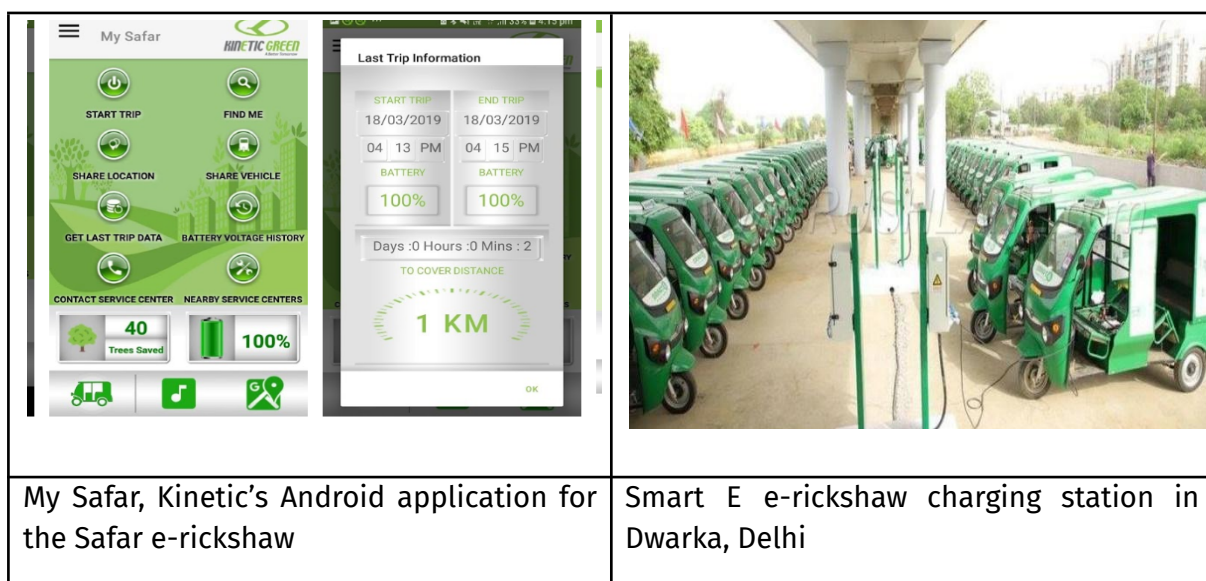 My Safar
KINETIC GREEN
START TRIP
FIND ME
SHARE LOCATION
SHARE VEHICLE
GET LAST TRIP DATA
BATTERY VOLTAGE HISTORY
CONTACT SERVICE CENTER
NEARBY SERVICE CENTERS
40
Trees Saved
100%
4:15 pm
Last Trip Information
START TRIP
END TRIP
18/03/2019
18/03/2019
04 13 PM
04 15 PM
BATTERY
BATTERY
100%
100%
Days :0 Hours :0 Mins : 2
TO COVER DISTANCE
1 KM
OK
My Safar, Kinetic’s Android application for
the Safar e-rickshaw
Smart E e-rickshaw charging station in
Dwarka, Delhi